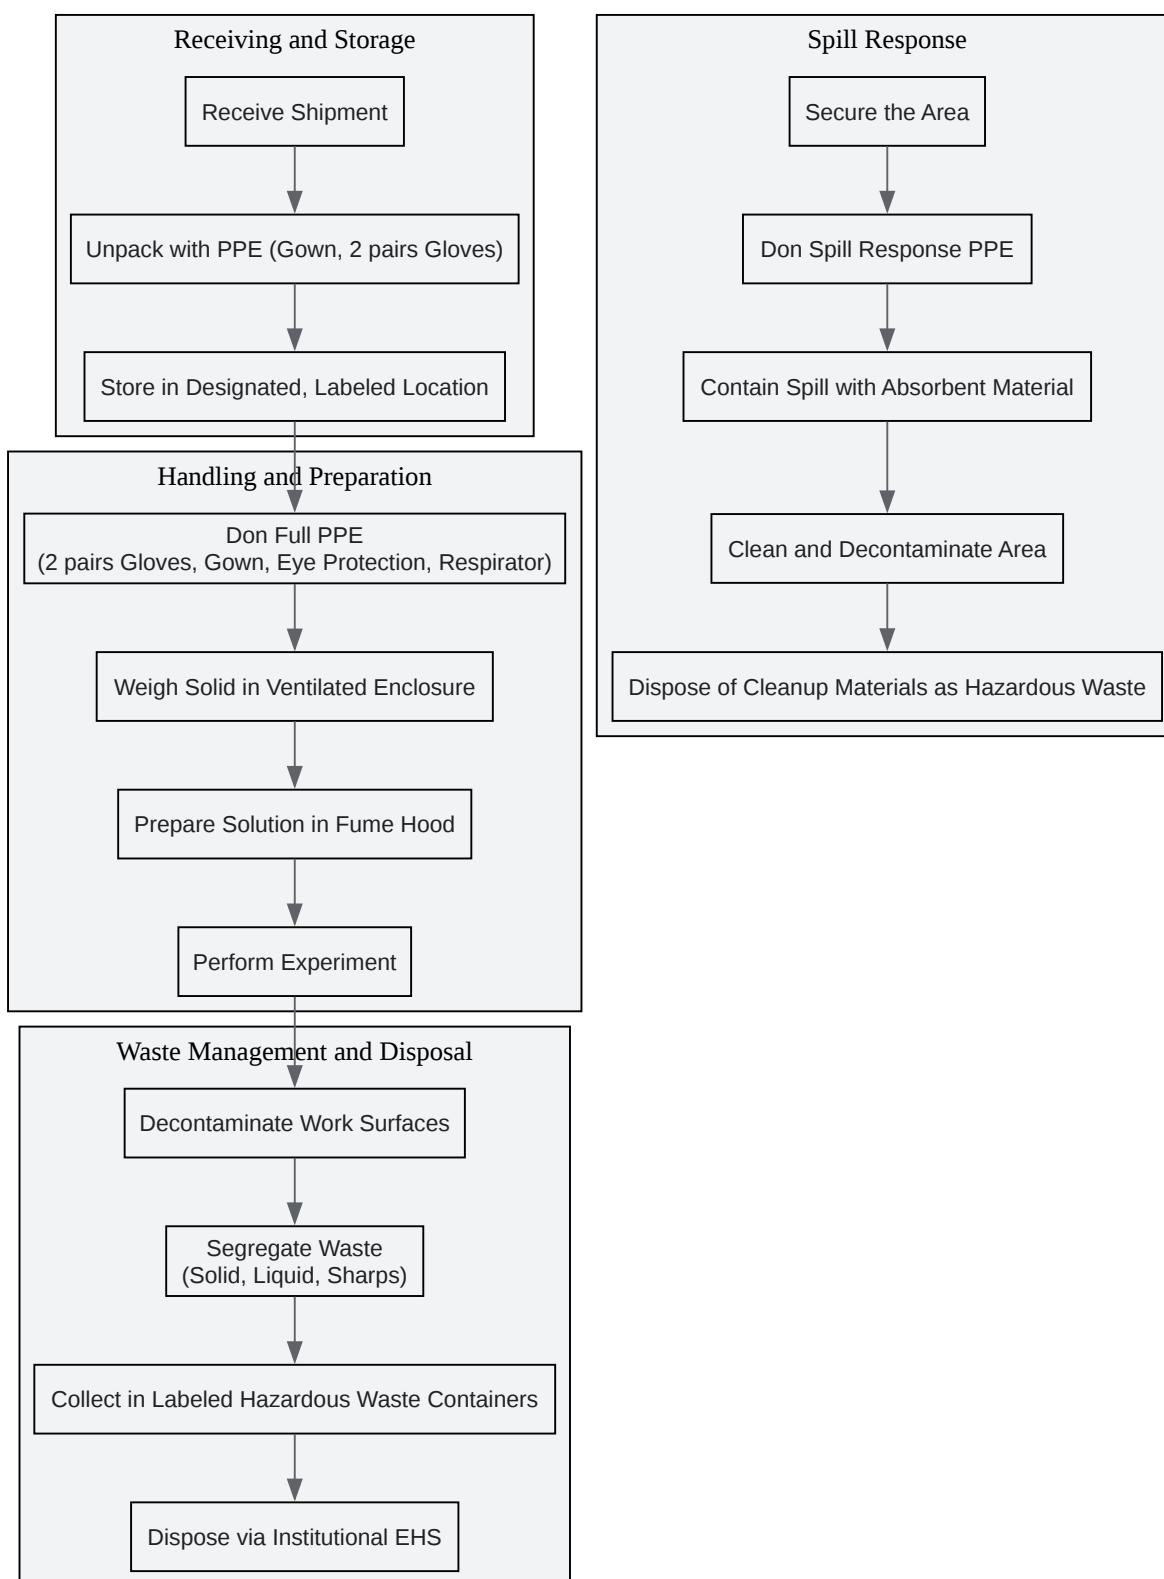 Receiving and Storage
Receive Shipment
Unpack with PPE (Gown, 2 pairs Gloves)
Store in Designated, Labeled Location
Handling and Preparation
Don Full PPE
(2 pairs Gloves, Gown, Eye Protection, Respirator)
Weigh Solid in Ventilated Enclosure
Prepare Solution in Fume Hood
Perform Experiment
Waste Management and Disposal
Decontaminate Work Surfaces
Segregate Waste
(Solid, Liquid, Sharps)
Collect in Labeled Hazardous Waste Containers
Dispose via Institutional EHS
Spill Response
Secure the Area
Don Spill Response PPE
Contain Spill with Absorbent Material
Clean and Decontaminate Area
Dispose of Cleanup Materials as Hazardous Waste